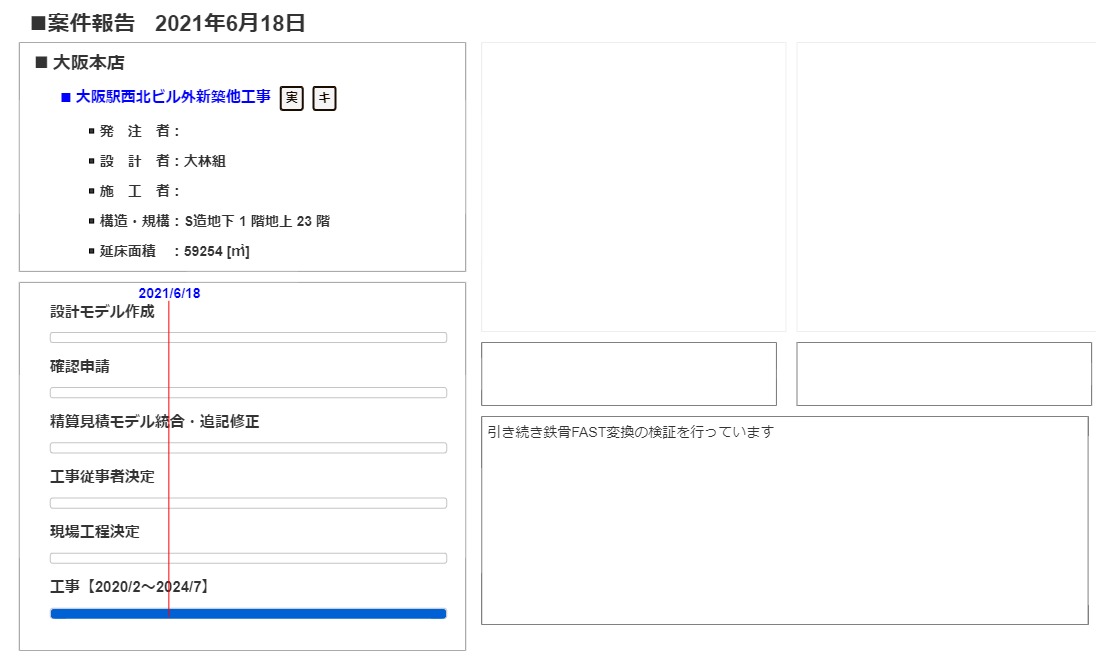 ■案件報告　2021年6月18日
■ 大阪本店
■ 大阪駅西北ビル外新築他工事 実 キ
▪ 発　注　者：
▪ 設　計　者：大林組
▪ 施　工　者：
▪ 構造・規構：S造地下 1 階地上 23 階
▪ 延床面積　：59254 [㎡]
2021/6/18
設計モデル作成
確認申請
精算見積モデル統合・追記修正
工事従事者決定
現場工程決定
工事【2020/2～2024/7】
引き続き鉄骨FAST変換の検証を行っています